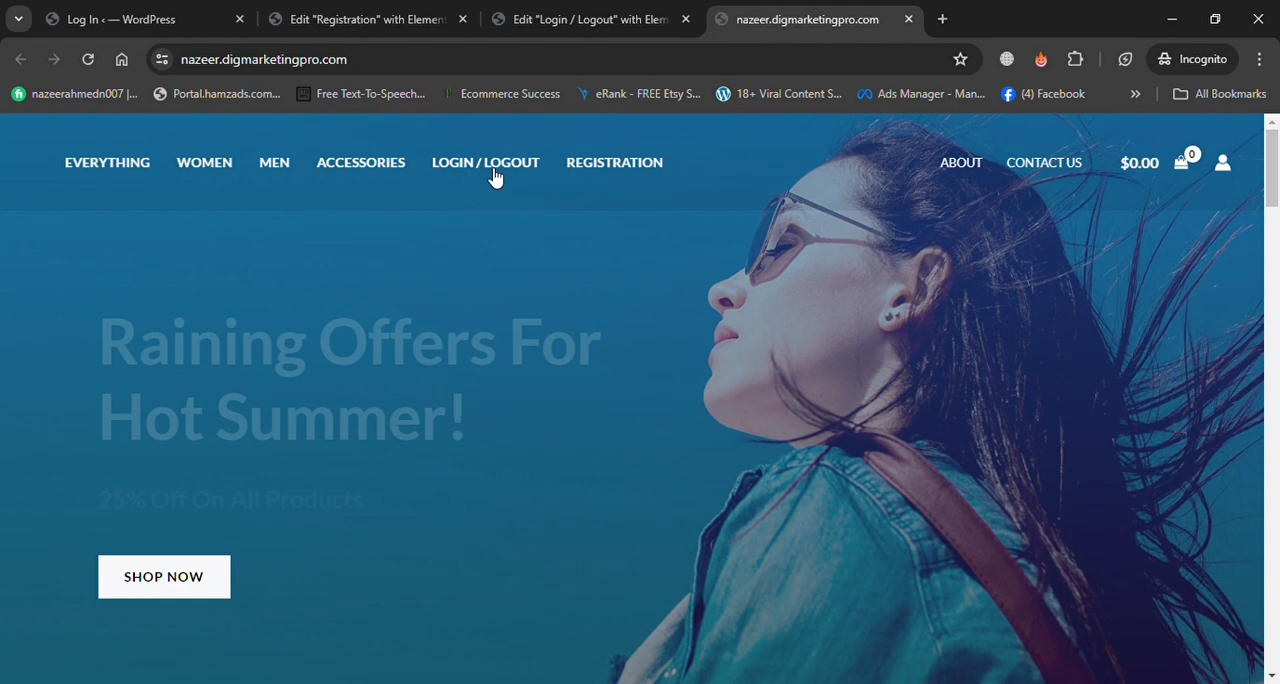 Log In ‹ — WordPress
Edit "Registration" with Elemen
Edit "Login / Logout" with Elem
nazeer.digmarketingpro.com
nazeer.digmarketingpro.com
Incognito
nazeerahmedn007 |...
Portal.hamzads.com...
Free Text-To-Speech...
Ecommerce Success
eRank - FREE Etsy S...
18+ Viral Content S...
Ads Manager - Man...
(4) Facebook
»
All Bookmarks
EVERYTHING WOMEN MEN ACCESSORIES LOGIN / LOGOUT REGISTRATION ABOUT CONTACT US $0.00 0
Raining Offers For
Hot Summer!
25% Off On All Products
SHOP NOW